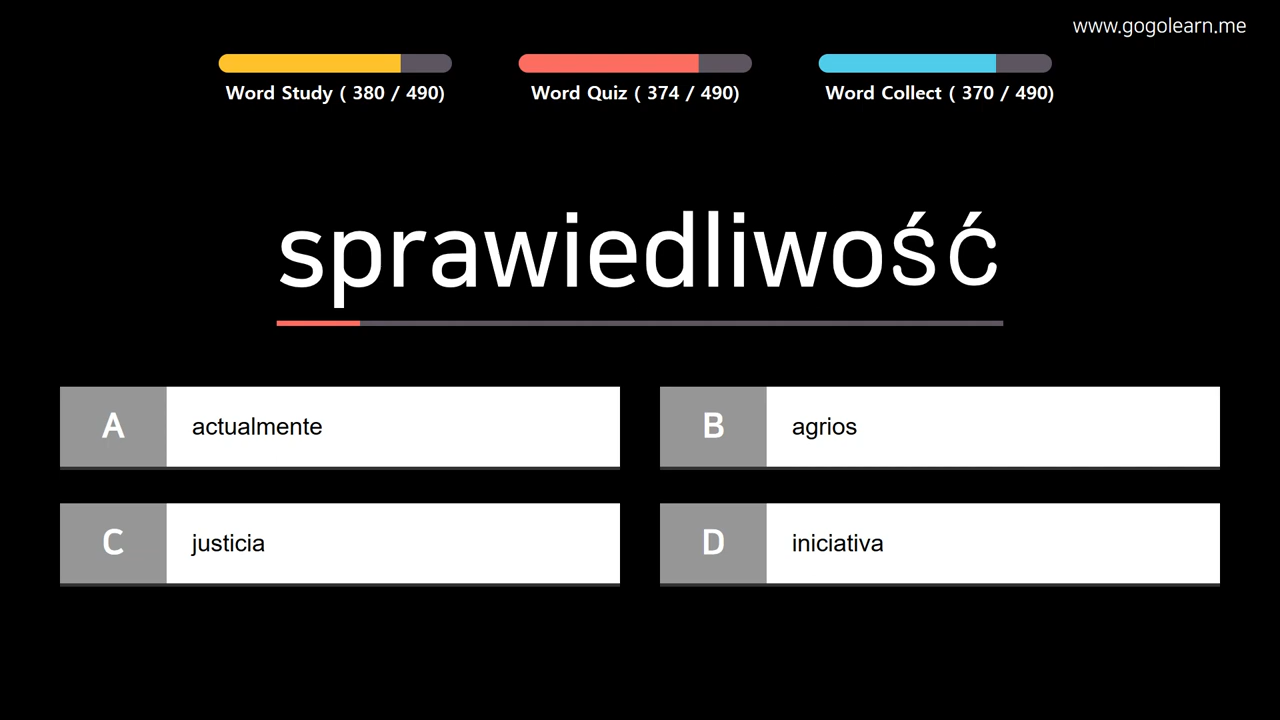 www.gogolearn.me
Word Study ( 380 / 490)
Word Quiz ( 374 / 490)
Word Collect ( 370 / 490)
sprawiedliwość
A actualmente
B agrios
C justicia
D iniciativa